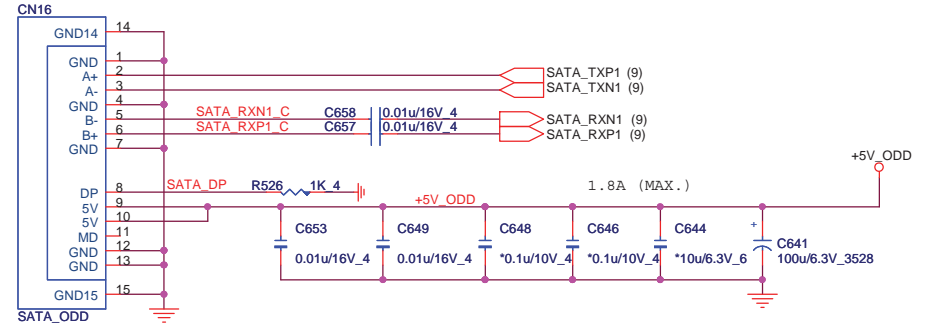 CN16
GND14 14
GND 1
A+ 2 SATA_TXP1 (9)
A- 3 SATA_TXN1 (9)
GND 4
B- 5 SATA_RXN1_C C658 0.01u/16V_4 SATA_RXN1 (9)
B+ 6 SATA_RXP1_C C657 0.01u/16V_4 SATA_RXP1 (9)
GND 7
+5V_ODD
DP 8 SATA_DP R526 1K_4 1.8A (MAX.)
5V 9 +5V_ODD
5V 10
MD 11
GND 12
GND 13
C653 C649 C648 C646 C644 + C641
0.01u/16V_4 0.01u/16V_4 *0.1u/10V_4 *0.1u/10V_4 *10u/6.3V_6 100u/6.3V_3528
GND15 15
SATA_ODD